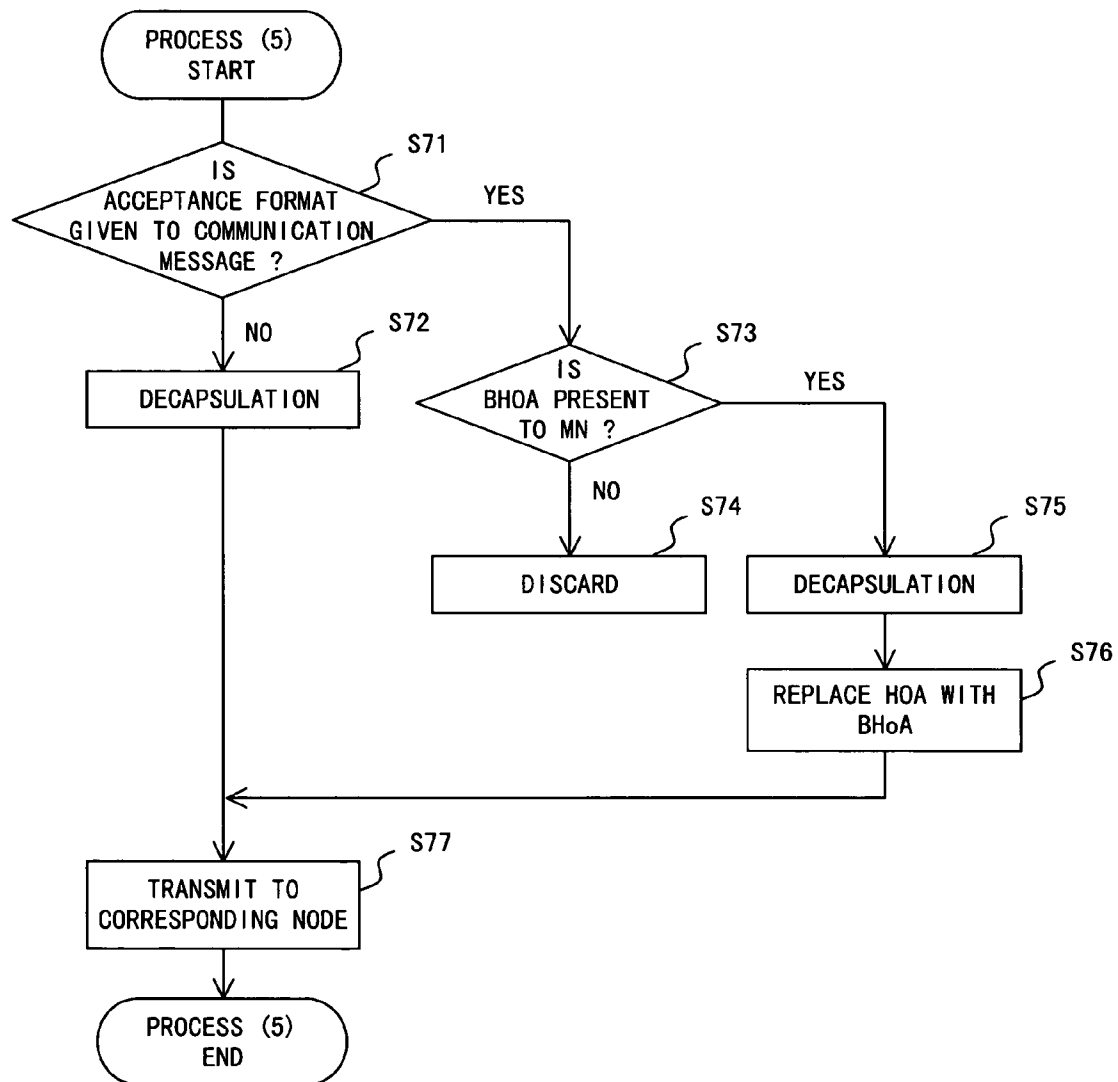 PROCESS (5)
START
S71
IS
ACCEPTANCE FORMAT
GIVEN TO COMMUNICATION
MESSAGE ?
YES
NO
S72
DECAPSULATION
S73
IS
BHOA PRESENT
TO MN ?
YES
NO
S74
DISCARD
S75
DECAPSULATION
S76
REPLACE HOA WITH
BHoA
S77
TRANSMIT TO
CORRESPONDING NODE
PROCESS (5)
END